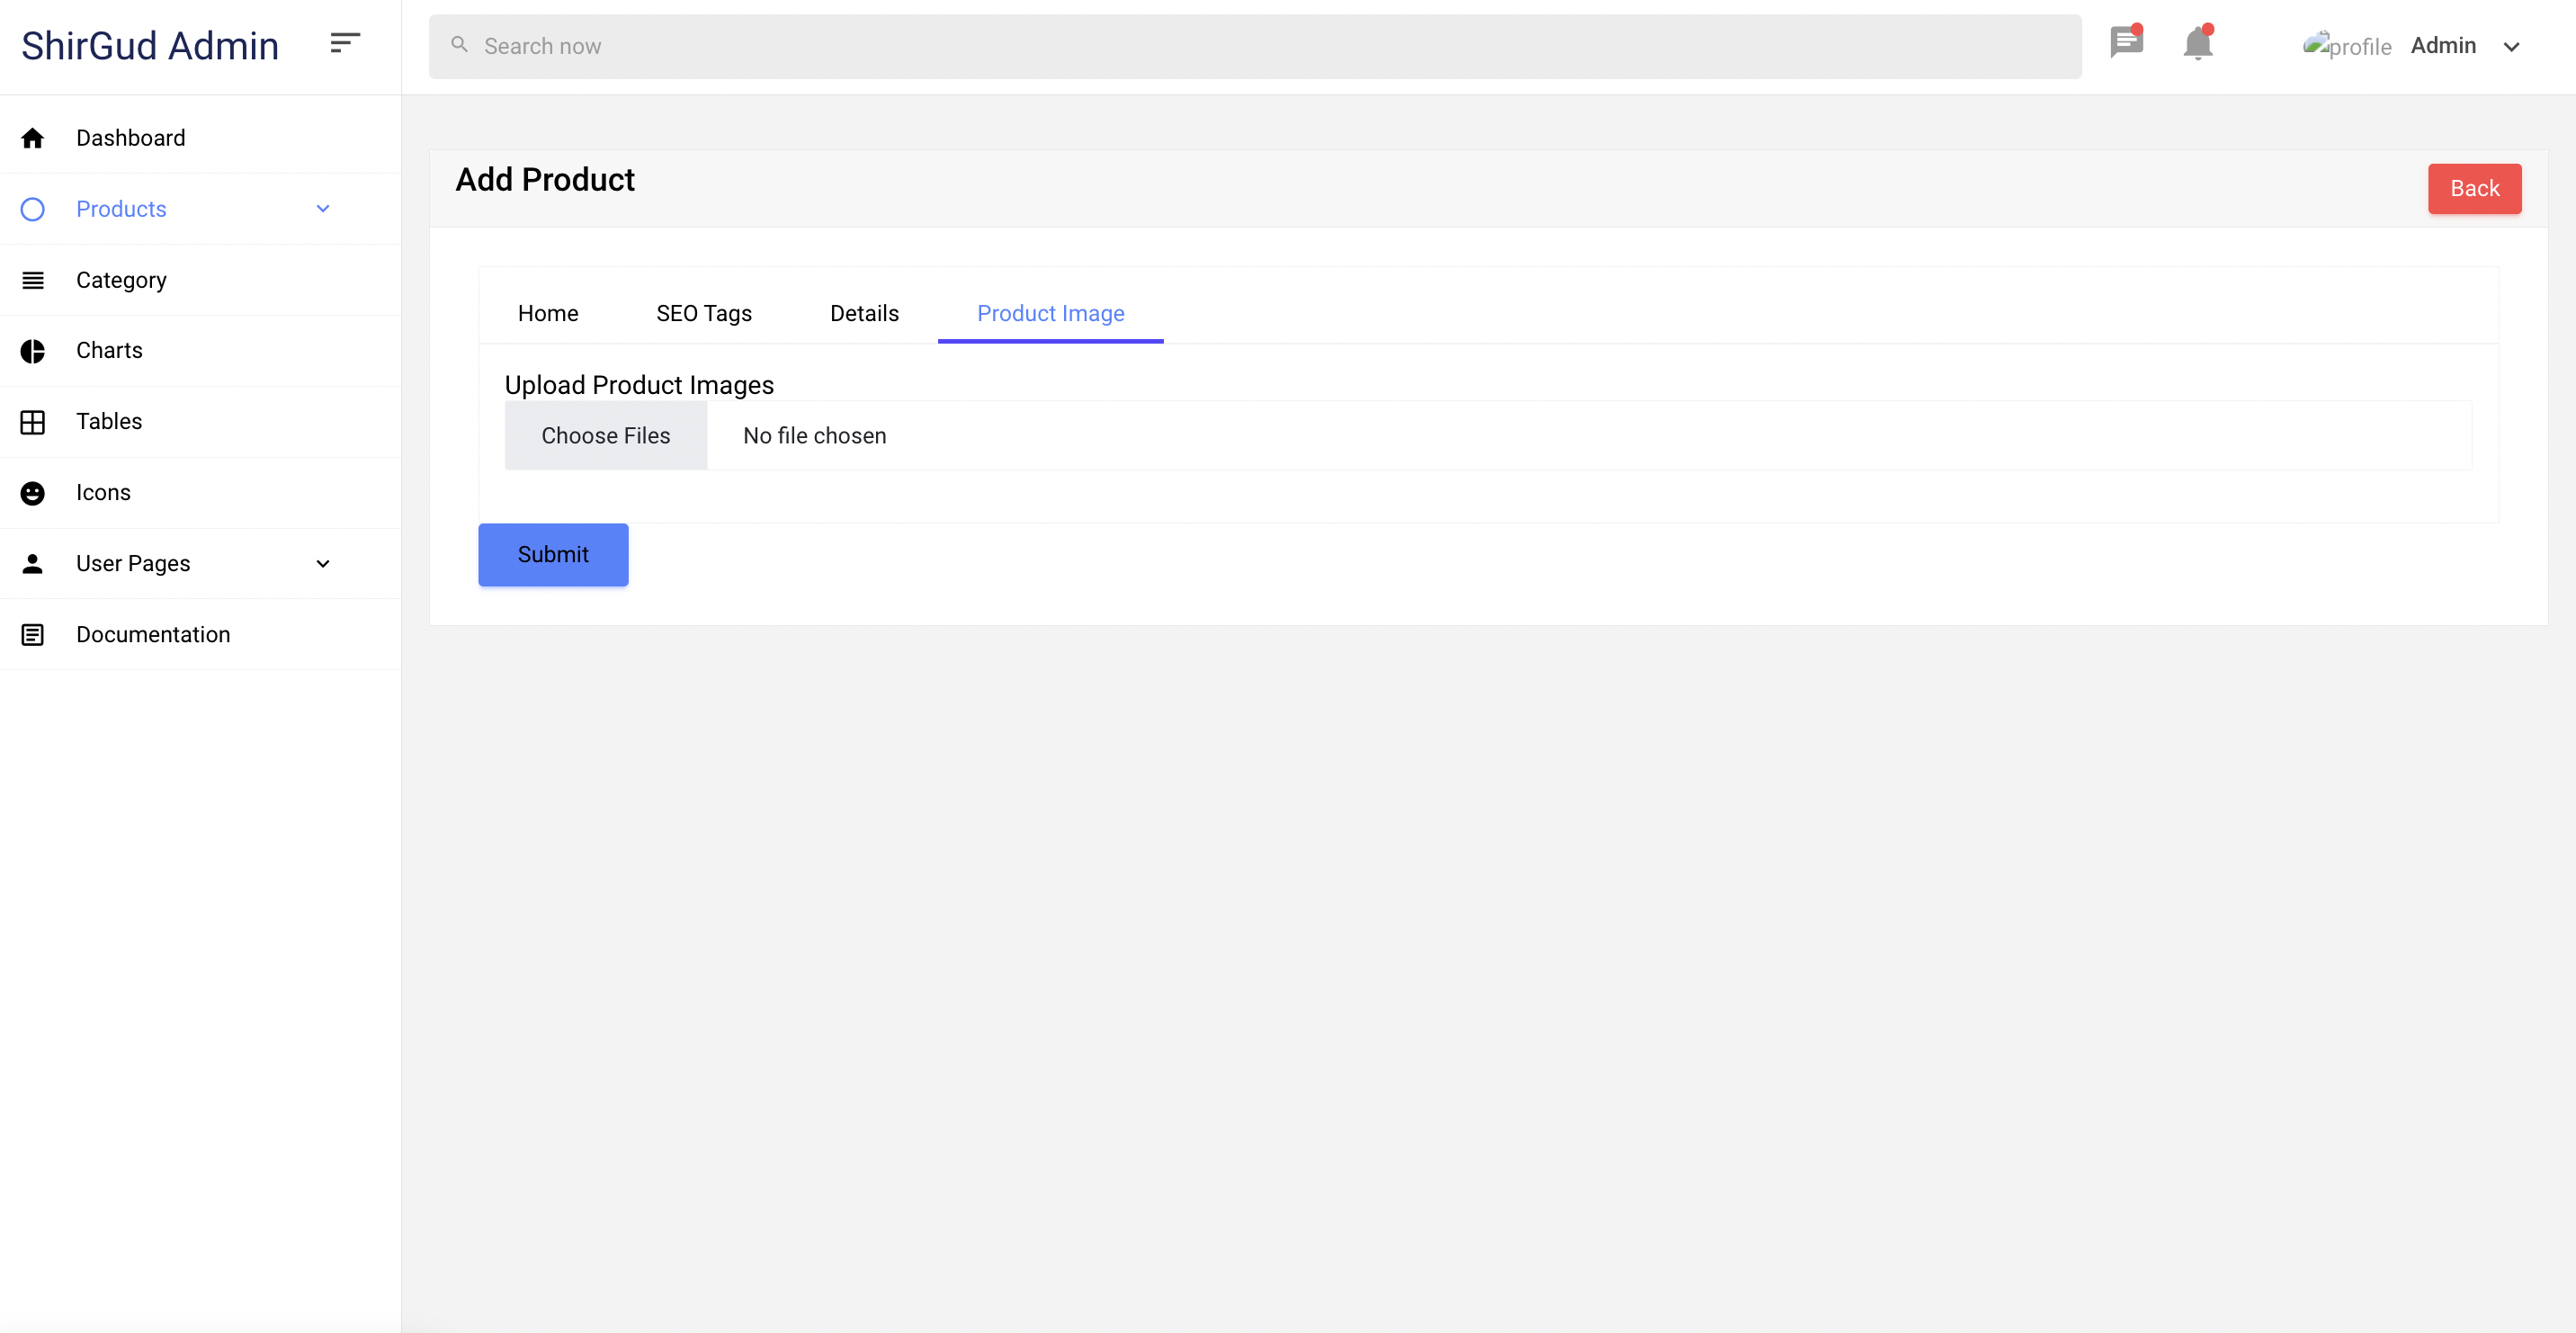 ShirGud Admin
Search now
profile Admin
Dashboard
Products
Category
Charts
Tables
Icons
User Pages
Documentation
Add Product
Back
Home SEO Tags Details Product Image
Upload Product Images
Choose Files No file chosen
Submit